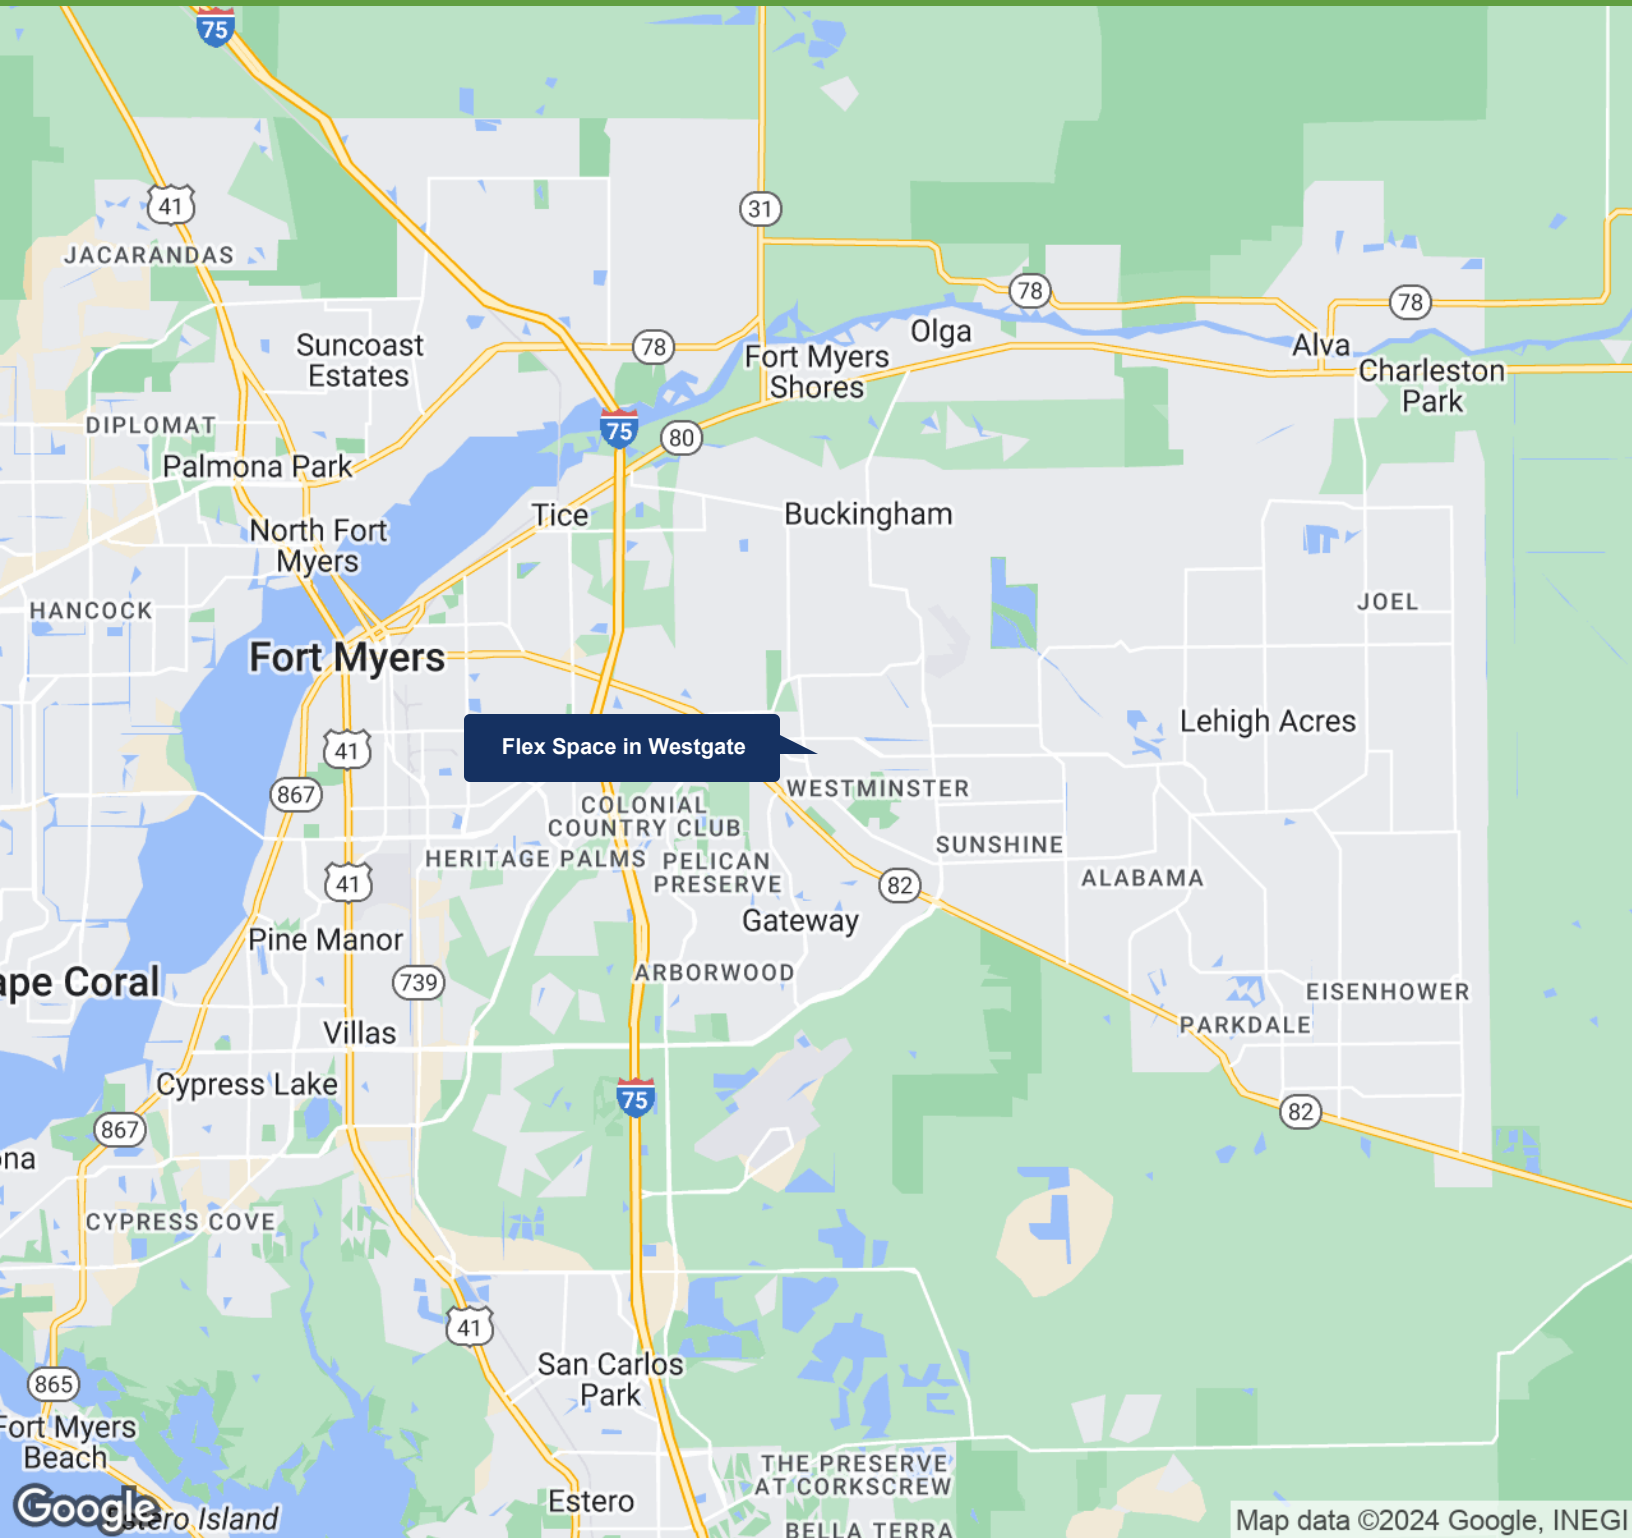 75
41
31
JACARANDAS
78
78
Olga
Suncoast
Estates
78
Fort Myers
Shores
Alva
Charleston
Park
DIPLOMAT
75
80
Palmona Park
Tice
Buckingham
North Fort
Myers
HANCOCK
JOEL
Fort Myers
Lehigh Acres
41
Flex Space in Westgate
867
WESTMINSTER
COLONIAL
COUNTRY CLUB
SUNSHINE
HERITAGE PALMS
PELICAN
PRESERVE
41
82
ALABAMA
Gateway
Pine Manor
ape Coral
739
ARBORWOOD
EISENHOWER
Villas
PARKDALE
Cypress Lake
75
82
867
ona
CYPRESS COVE
41
San Carlos
Park
865
Fort Myers
Beach
THE PRESERVE
AT CORKSCREW
Estero
Google
Estero Island
BELLA TERRA
Map data ©2024 Google, INEGI